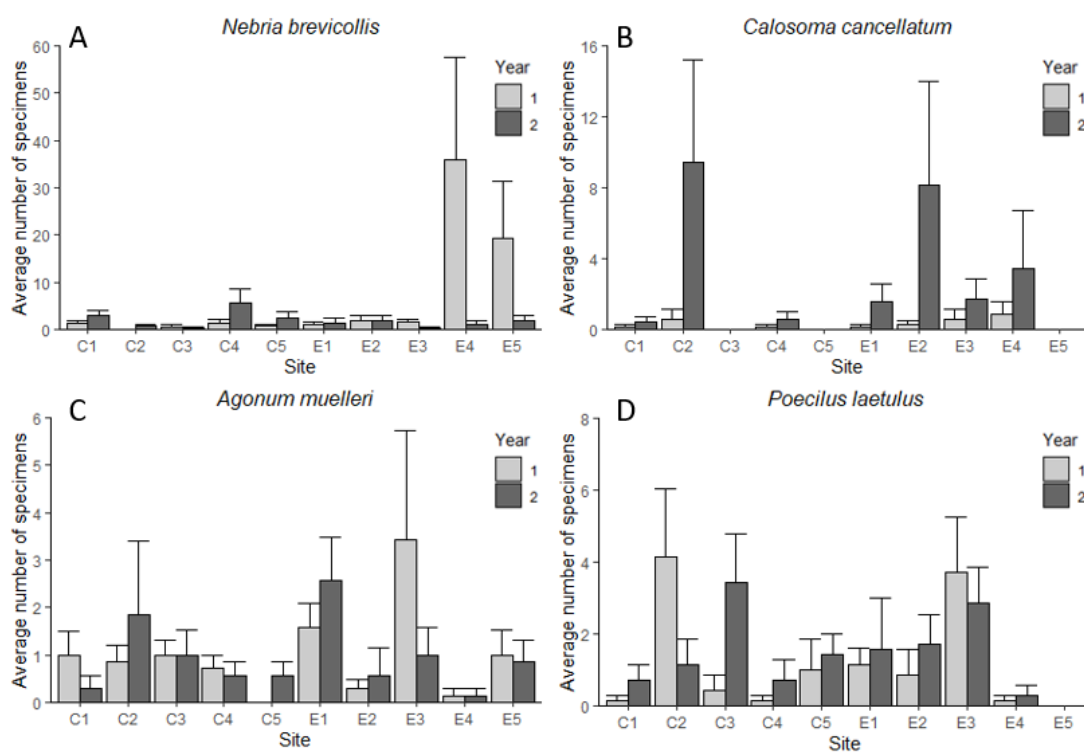 A
Nebria brevicollis
Average number of specimens
60
50
40
30
20
10
0
Year
1
2
C1 C2 C3 C4 C5 E1 E2 E3 E4 E5
Site
B
Calosoma cancellatum
Average number of specimens
16
12
8
4
0
Year
1
2
C1 C2 C3 C4 C5 E1 E2 E3 E4 E5
Site
C
Agonum muelleri
Average number of specimens
6
5
4
3
2
1
0
Year
1
2
C1 C2 C3 C4 C5 E1 E2 E3 E4 E5
Site
D
Poecilus laetulus
Average number of specimens
8
6
4
2
0
Year
1
2
C1 C2 C3 C4 C5 E1 E2 E3 E4 E5
Site